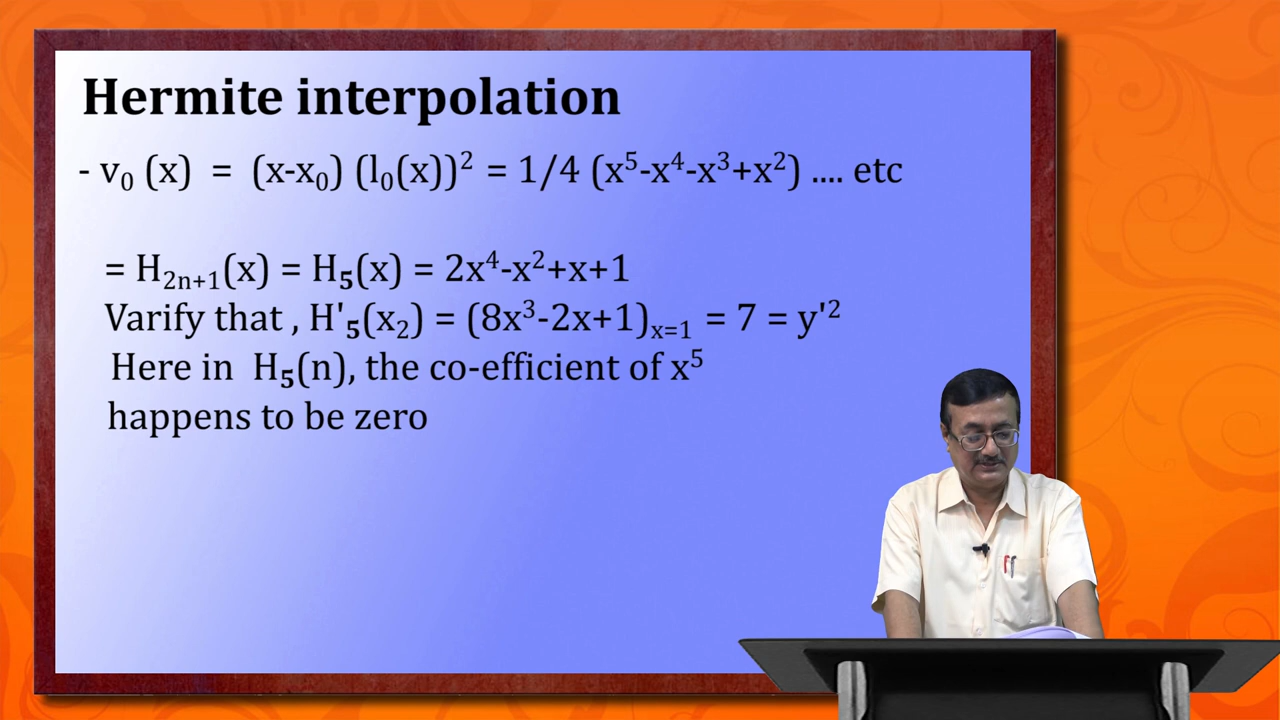 Hermite interpolation
- v₀ (x) = (x-x₀) (l₀(x))² = 1/4 (x⁵-x⁴-x³+x²) .... etc
= H₂ₙ₊₁(x) = H₅(x) = 2x⁴-x²+x+1
Varify that , H'₅(x₂) = (8x³-2x+1)ₓ₌₁ = 7 = y'²
Here in H₅(n), the co-efficient of x⁵
happens to be zero